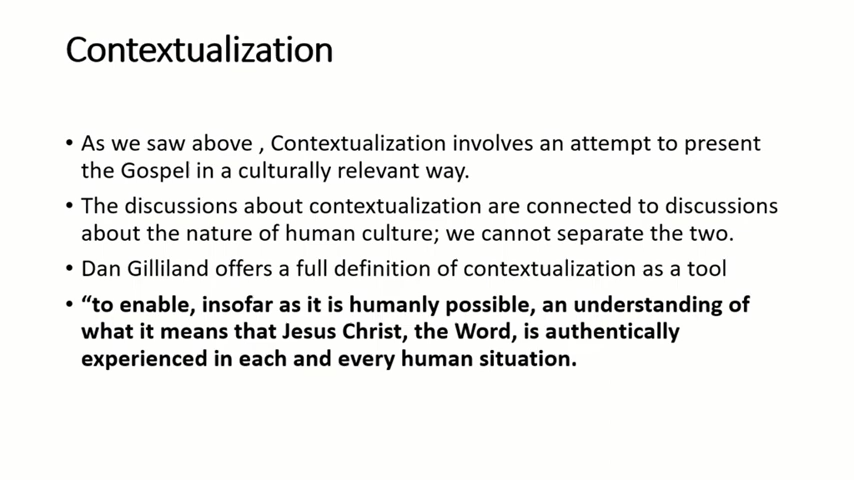 Contextualization
• As we saw above , Contextualization involves an attempt to present
the Gospel in a culturally relevant way.
• The discussions about contextualization are connected to discussions
about the nature of human culture; we cannot separate the two.
• Dan Gilliland offers a full definition of contextualization as a tool
• “to enable, insofar as it is humanly possible, an understanding of
what it means that Jesus Christ, the Word, is authentically
experienced in each and every human situation.